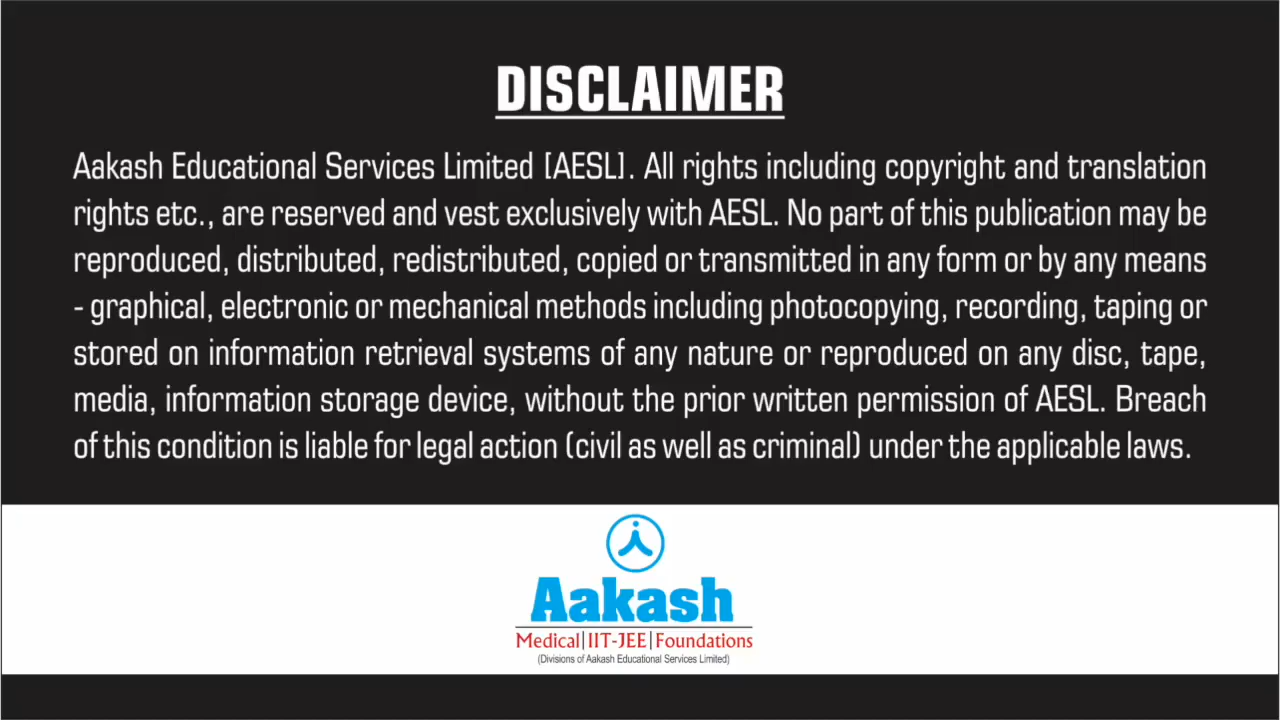 DISCLAIMER
Aakash Educational Services Limited [AESL]. All rights including copyright and translation
rights etc., are reserved and vest exclusively with AESL. No part of this publication may be
reproduced, distributed, redistributed, copied or transmitted in any form or by any means
- graphical, electronic or mechanical methods including photocopying, recording, taping or
stored on information retrieval systems of any nature or reproduced on any disc, tape,
media, information storage device, without the prior written permission of AESL. Breach
of this condition is liable for legal action (civil as well as criminal) under the applicable laws.
Aakash
Medical|IIT-JEE|Foundations
(Divisions of Aakash Educational Services Limited)